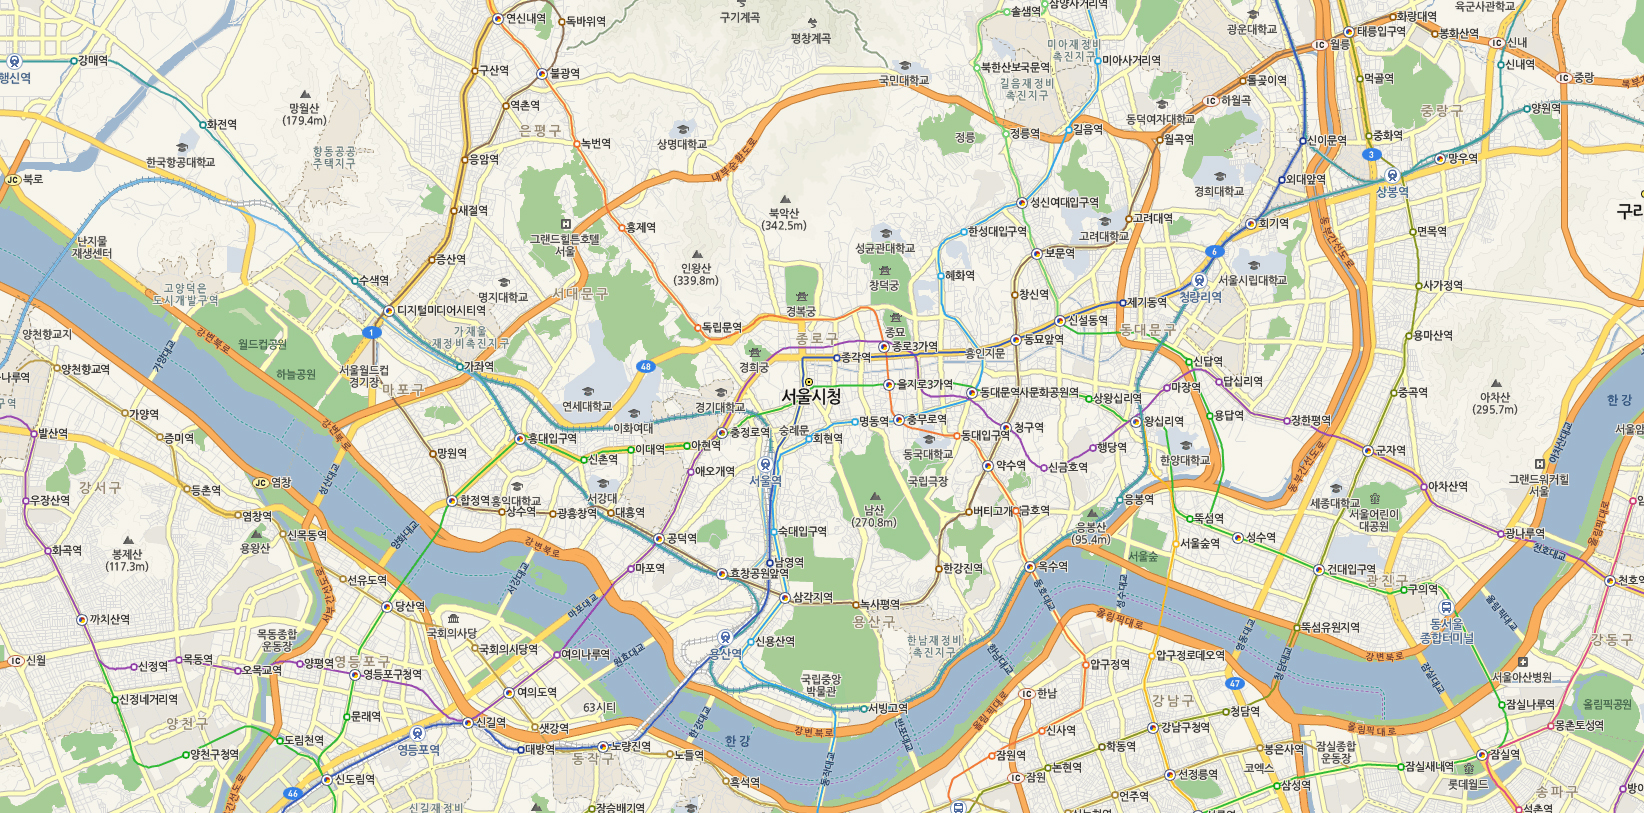 연신내역
독바위역
구기계곡
평창계곡
솔샘역
삼양사거리역
광운대학교
화랑대역
육군사관학교
월릉
태릉입구역
봉화산역
신내
강매역
행신역
구산역
불광역
국민대학교
북한산보국문역
미아재정비
촉진지구
미아사거리역
길음재정비
촉진지구
돌곶이역
먹골역
신내역
중랑
망월산
(179.4m)
역촌역
은평구
화전역
한국항공대학교
향동공공
주택지구
녹번역
상명대학교
내부순환도로
정릉
정릉역
길음역
하월곡
동덕여자대학교
월곡역
신이문역
중화역
중랑구
양원역
망우역
상봉역
북로
응암역
새절역
북악산
(342.5m)
성신여대입구역
경희대학교
외대앞역
회기역
고려대역
고려대학교
구리
면목역
난지물
재생센터
홍제역
그랜드힐튼호텔
서울
성균관대학교
한성대입구역
보문역
증산역
수색역
고양덕은
도시개발구역
명지대학교
서대문구
인왕산
(339.8m)
경복궁
창덕궁
혜화역
창신역
제기동역
청량리역
서울시립대학교
사가정역
동부간선도로
디지털미디어시티역
가재울
재정비촉진지구
독립문역
종로구
종묘
종로3가역
신설동역
동대문구
용마산역
양천향교지
강변북로
월드컵공원
하늘공원
가양대교
양천향교역
가좌역
경희궁
종각역
흥인지문
동묘앞역
신답역
답십리역
마장역
서울월드컵
경기장
마포구
연세대학교
이화여대
경기대학교
서울시청
을지로3가역
동대문역사문화공원역
상왕십리역
용답역
중곡역
아차산
(295.7m)
한강
가양역
증미역
발산역
망원역
홍대입구역
신촌역
이대역
아현역
충정로역
숭례문
회현역
명동역
충무로역
동대입구역
청구역
행당역
왕십리역
장한평역
군자역
아차산대교
강서구
등촌역
염창
성산대교
애오개역
서울역
동국대학교
약수역
신금호역
한양대학교
동부간선도로
아차산역
그랜드워커힐
서울
우장산역
염창역
용왕산
합정역
홍익대학교
상수역
서강대
광흥창역
대흥역
국립극장
남산
(270.8m)
버티고개
금호역
응봉역
응봉산
(95.4m)
뚝섬역
세종대학교
서울어린이
대공원
화곡역
봉제산
(117.3m)
신목동역
양화대교
강변북로
공덕역
숙대입구역
서울숲
서울숲역
성수역
광나루역
천호대교
올림픽대로
선유도역
서강대교
마포역
효창공원앞역
남영역
한강진역
옥수역
동호대교
성수대교
건대입구역
광진구
구의역
천호역
까치산역
당산역
마포대교
삼각지역
녹사평역
용산구
올림픽대로
뚝섬유원지역
동서울
종합터미널
올림픽대교
강동구
목동종합
운동장
국회의사당
국회의사당역
원효대교
용산역
신용산역
한남재정비
촉진지구
한남대교
영동대교
청담대교
강변북로
잠실대교
서울아산병원
신월
신정역
목동역
오목교역
양평역
영등포구
영등포구청역
여의나루역
여의도역
국립중앙
박물관
압구정역
압구정로데오역
강남구
한남
올림픽공원
신정네거리역
양천구
문래역
신길역
63시티
샛강역
한강대교
한강
강변북로
서빙고역
반포대교
올림픽대로
신사역
강남구청역
청담역
올림픽대로
잠실나루역
몽촌토성역
도림천역
양천구청역
영등포역
대방역
노량진역
동작구
노들역
동작대교
잠원역
학동역
봉은사역
잠실종합
운동장
잠실역
신도림역
흑석역
잠원
논현역
선정릉역
코엑스
잠실새내역
롯데월드
송파구
신길재정비
장승배기역
언주역
삼성역
석촌역